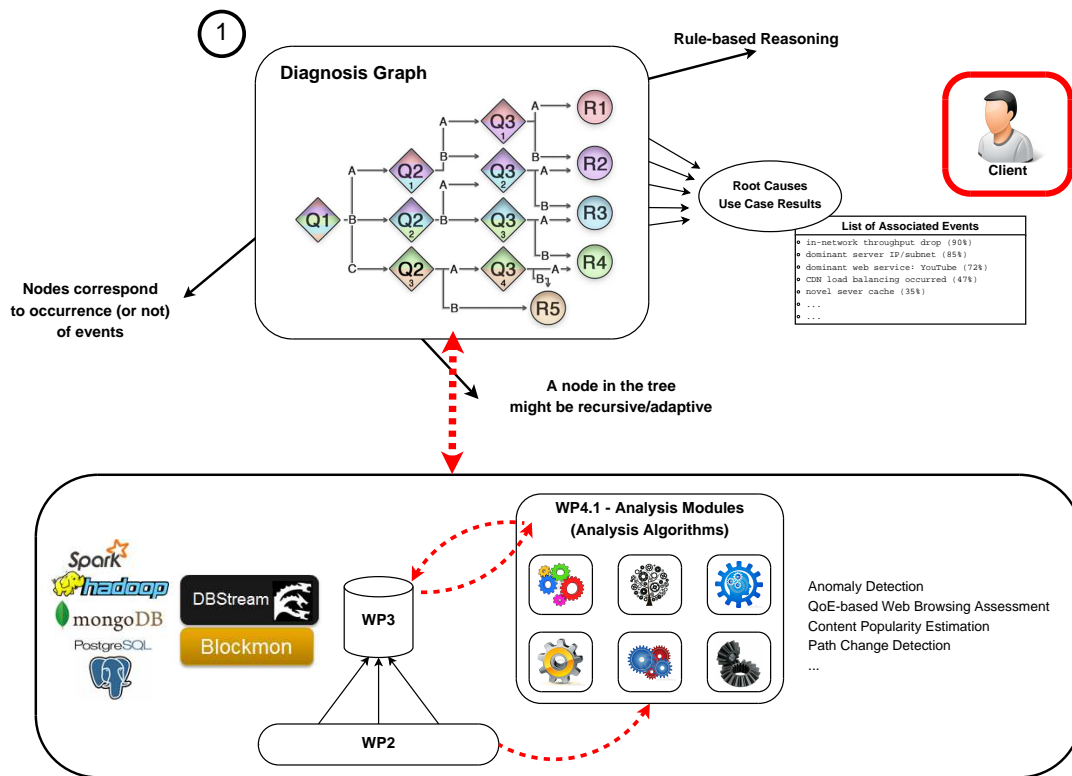 1
Rule-based Reasoning
Diagnosis Graph
Client
Q1
A
B
C
Q2
1
Q2
2
Q2
3
A
B
A
B
A
B
Q3
1
Q3
2
Q3
3
Q3
4
A
B
A
B
A
B
A
B
R1
R2
R3
R4
R5
Root Causes
Use Case Results
List of Associated Events
in-network throughput drop (90%)
dominant server IP/subnet (85%)
dominant web service: YouTube (72%)
CDN load balancing occurred (47%)
novel sever cache (35%)
...
...
Nodes correspond
to occurrence (or not)
of events
A node in the tree
might be recursive/adaptive
Spark
hadoop
mongoDB
PostgreSQL
DBStream
Blockmon
WP3
WP2
WP4.1 - Analysis Modules
(Analysis Algorithms)
Anomaly Detection
QoE-based Web Browsing Assessment
Content Popularity Estimation
Path Change Detection
...